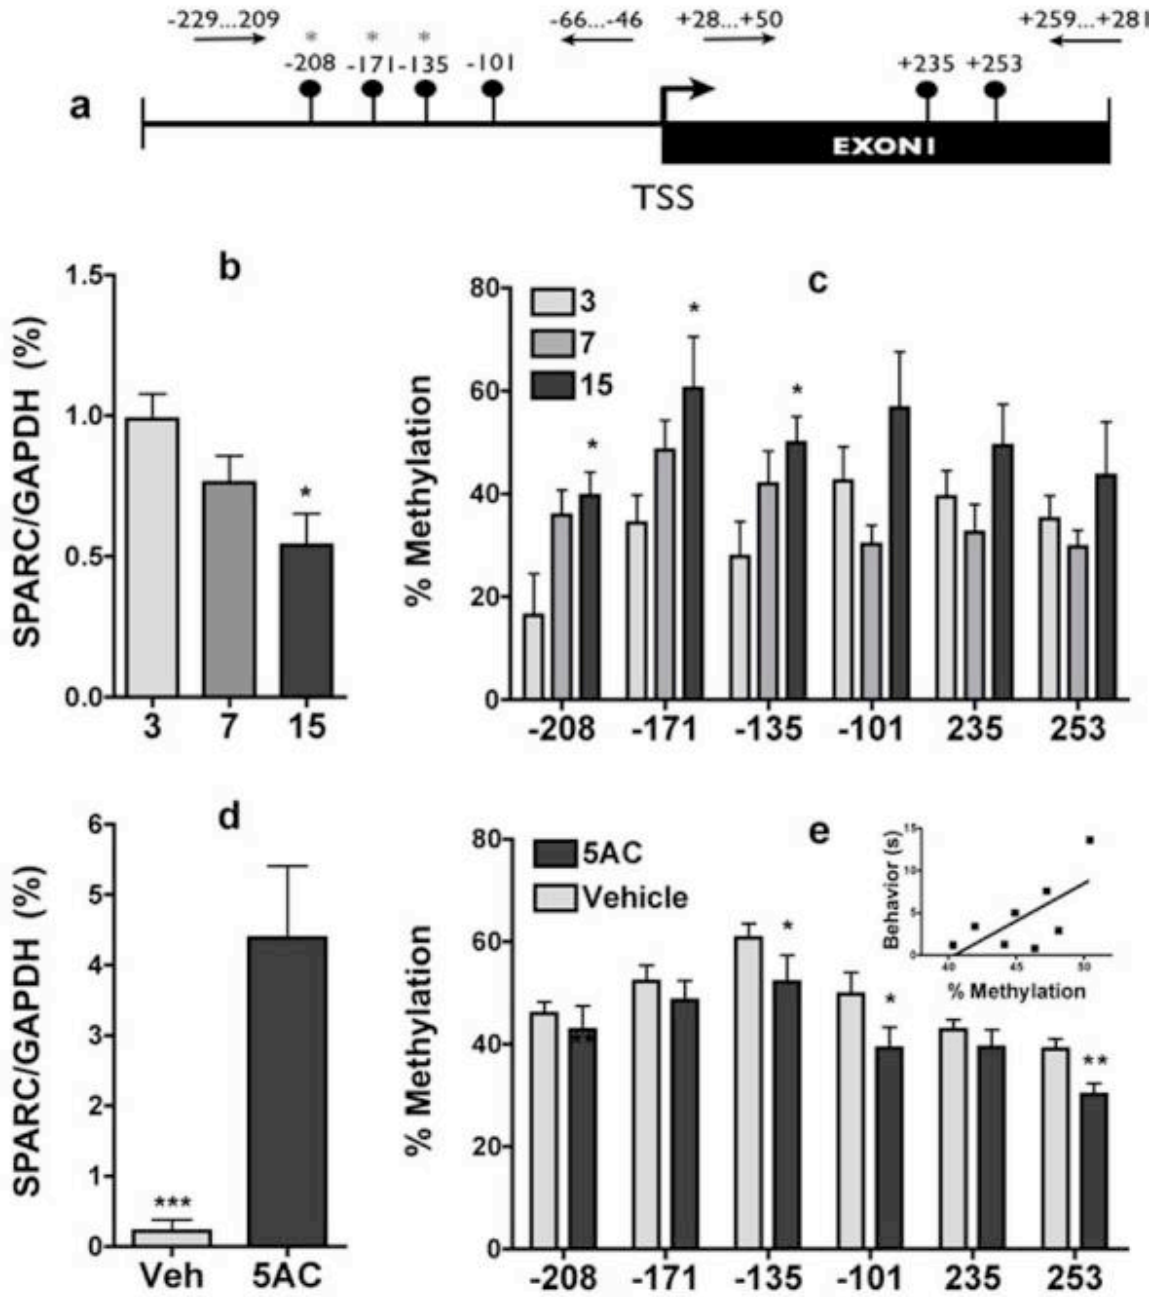 -229...209 -66...-46 +28...+50 +259...+281
* * *
-208 -171 -135 -101 +235 +253
a
EXON1
TSS
b
SPARC/GAPDH (%)
1.5
1.0
0.5
0.0
*
3 7 15
c
% Methylation
80
60
40
20
0
3
7
15
* * *
-208 -171 -135 -101 235 253
d
SPARC/GAPDH (%)
6
5
4
3
2
1
0
***
Veh 5AC
e
% Methylation
80
60
40
20
0
5AC
Vehicle
** * * **
-208 -171 -135 -101 235 253
Behavior (s)
15
10
5
0
40 45 50
% Methylation